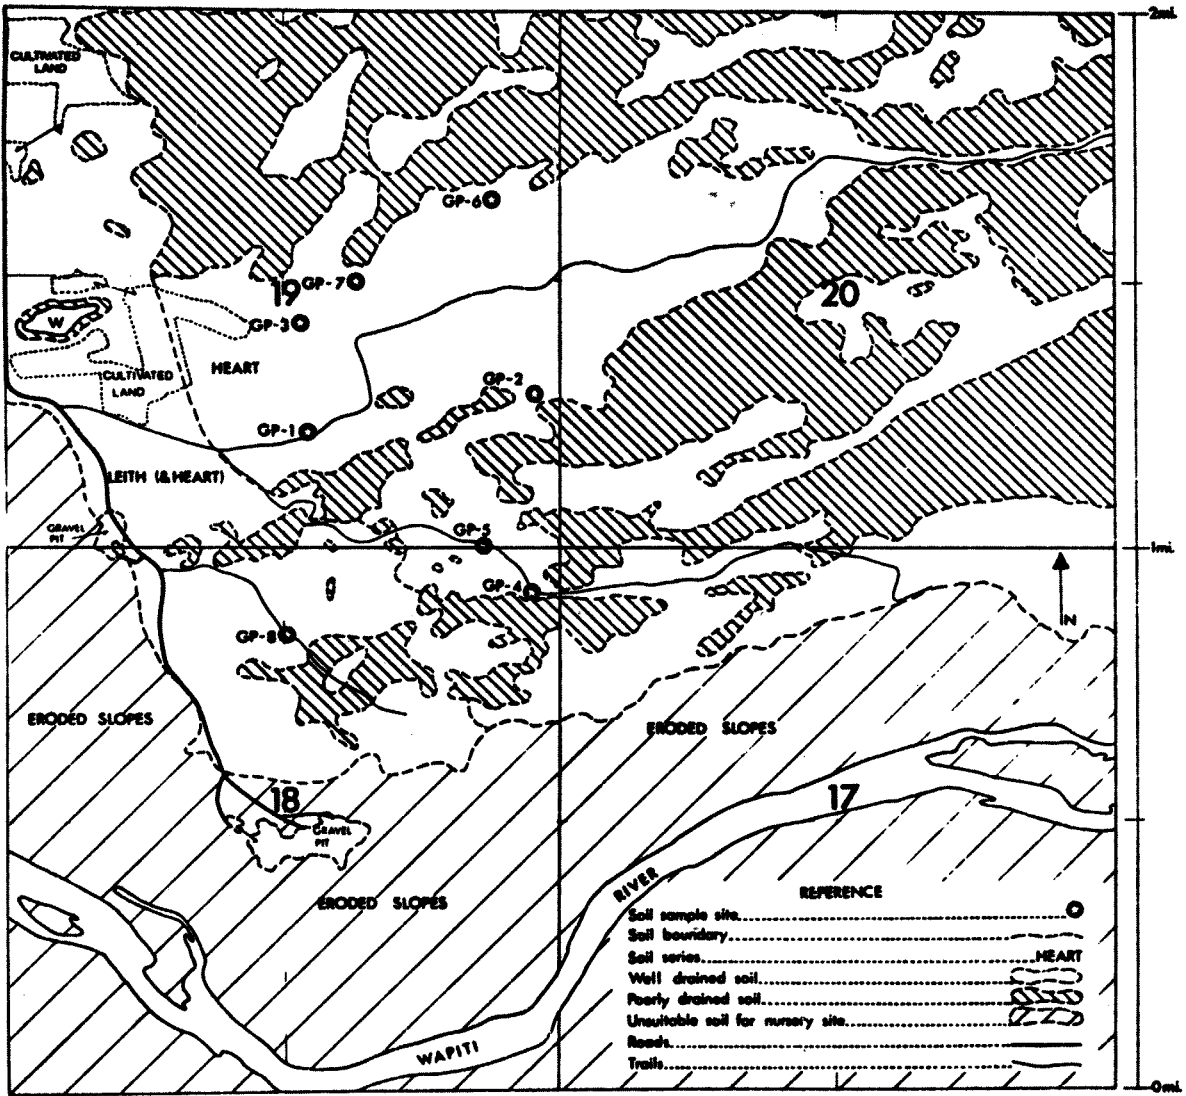 2mi.
CULTIVATED
LAND
GP-6
19
GP-7
20
W
GP-3
HEART
CULTIVATED
LAND
GP-2
GP-1
LEITH (&HEART)
GRAVEL
PIT
GP-5
1mi.
GP-4
N
GP-8
ERODED SLOPES
ERODED SLOPES
18
17
GRAVEL
PIT
RIVER
ERODED SLOPES
WAPITI
REFERENCE
Soil sample site
Soil boundary
Soil series HEART
Well drained soil
Poorly drained soil
Unsuitable soil for nursery site
Roads
Trails
0mi.